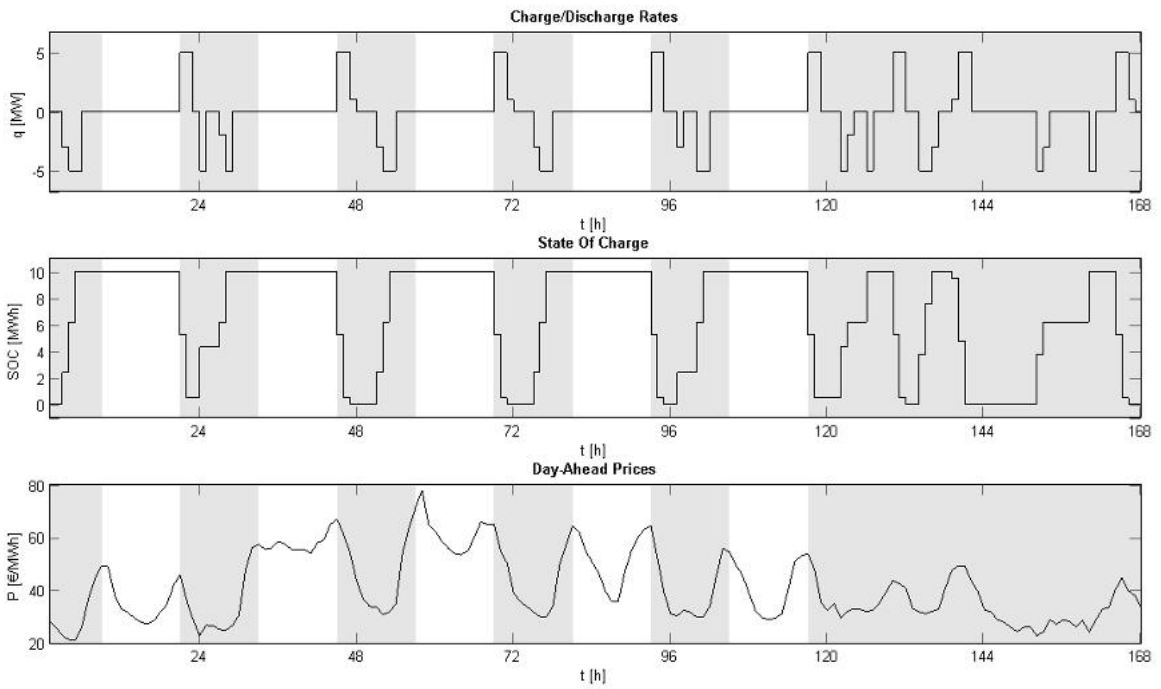 Charge/Discharge Rates
5
0
-5
q [MW]
24 48 72 96 120 144 168
t [h]
State Of Charge
10
8
6
4
2
0
SOC [MWh]
24 48 72 96 120 144 168
t [h]
Day-Ahead Prices
80
60
40
20
P [€/MWh]
24 48 72 96 120 144 168
t [h]